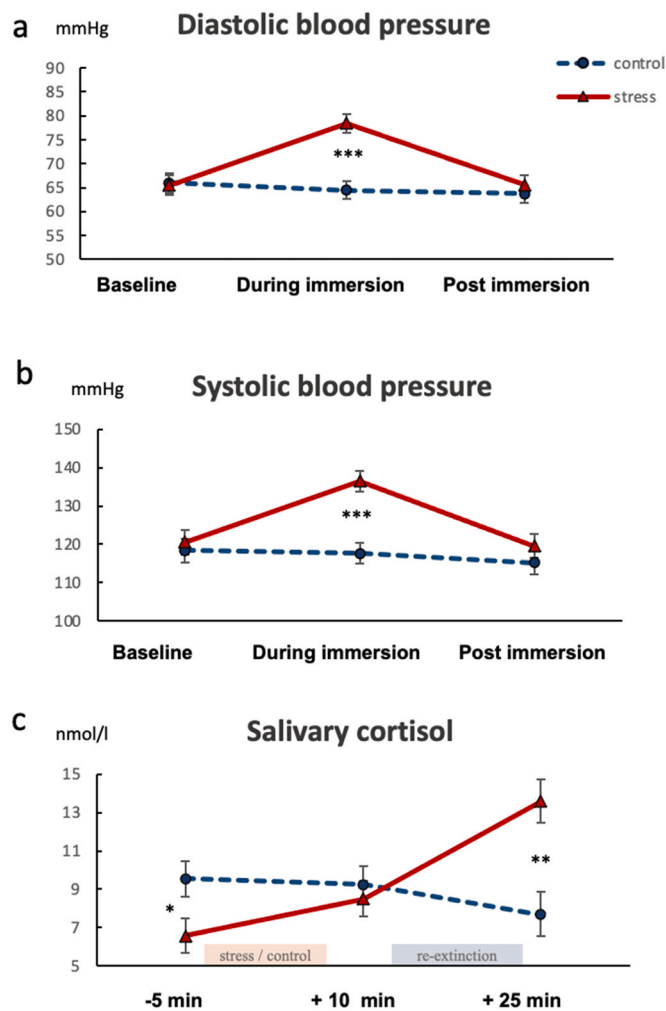 a
mmHg
Diastolic blood pressure
control
stress
90
85
80
75
70
65
60
55
50
***
Baseline
During immersion
Post immersion
b
mmHg
Systolic blood pressure
150
140
130
120
110
100
***
Baseline
During immersion
Post immersion
c
nmol/l
Salivary cortisol
15
13
11
9
7
5
*
**
stress / control
re-extinction
-5 min
+ 10 min
+ 25 min